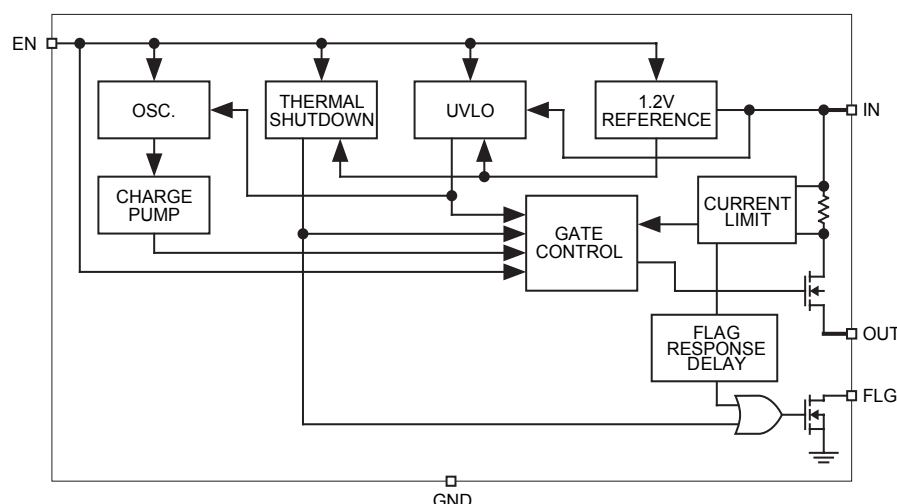 EN
OSC.
THERMAL
SHUTDOWN
UVLO
1.2V
REFERENCE
IN
CHARGE
PUMP
GATE
CONTROL
CURRENT
LIMIT
FLAG
RESPONSE
DELAY
OUT
FLG
GND